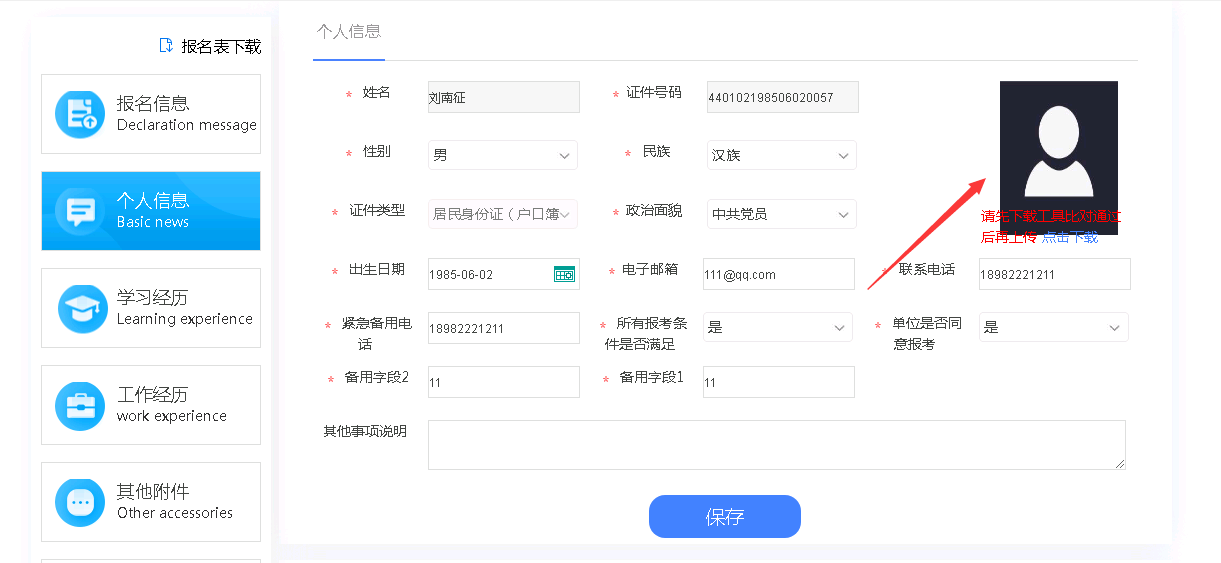 报名表下载
报名信息
Declaration message
个人信息
Basic news
学习经历
Learning experience
工作经历
work experience
其他附件
Other accessories
个人信息
* 姓名 刘南征 * 证件号码 440102198506020057
* 性别 男 * 民族 汉族
* 证件类型 居民身份证（户口簿 * 政治面貌 中共党员
请先下载工具比对通过
后再上传 点击下载
* 出生日期 1985-06-02 * 电子邮箱 111@qq.com * 联系电话 18982221211
* 紧急备用电
话 18982221211 * 所有报考条
件是否满足 是 * 单位是否同
意报考 是
* 备用字段2 11 * 备用字段1 11
其他事项说明
保存